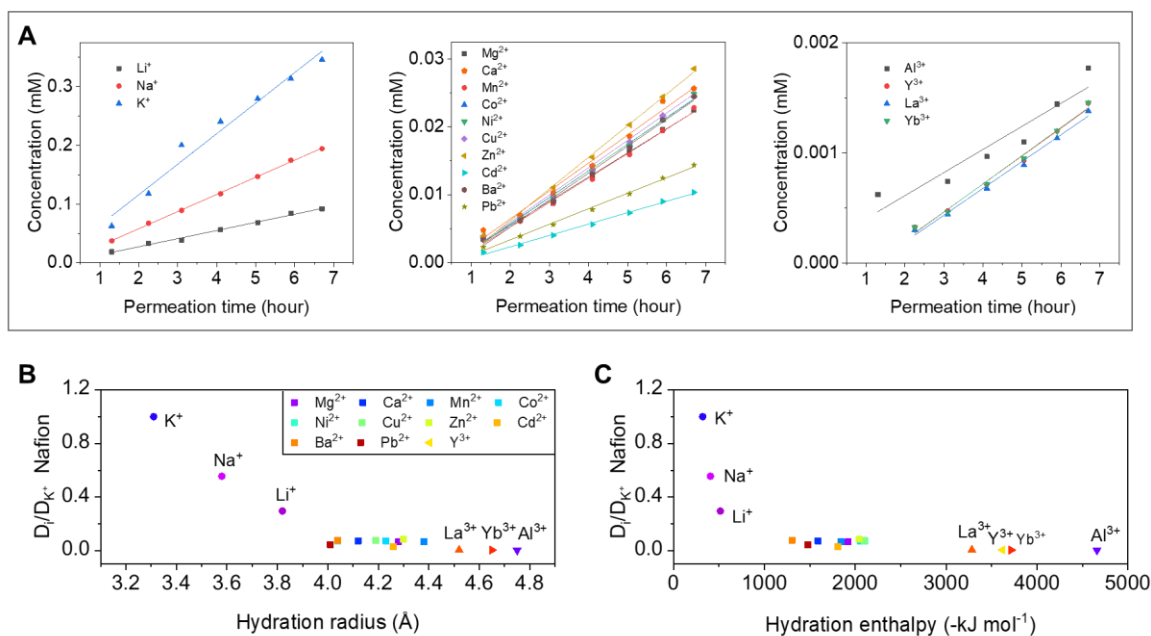 A
Concentration (mM)
0.3
0.2
0.1
0.0
Li⁺
Na⁺
K⁺
1 2 3 4 5 6 7
Permeation time (hour)
Concentration (mM)
0.03
0.02
0.01
0.00
Mg²⁺
Ca²⁺
Mn²⁺
Co²⁺
Ni²⁺
Cu²⁺
Zn²⁺
Cd²⁺
Ba²⁺
Pb²⁺
1 2 3 4 5 6 7
Permeation time (hour)
Concentration (mM)
0.002
0.001
0.000
Al³⁺
Y³⁺
La³⁺
Yb³⁺
1 2 3 4 5 6 7
Permeation time (hour)
B
Dᵢ/D_K⁺ Nafion
1.2
0.8
0.4
0.0
Mg²⁺ Ca²⁺ Mn²⁺ Co²⁺
Ni²⁺ Cu²⁺ Zn²⁺ Cd²⁺
Ba²⁺ Pb²⁺ Y³⁺
K⁺
Na⁺
Li⁺
La³⁺ Yb³⁺ Al³⁺
3.2 3.4 3.6 3.8 4.0 4.2 4.4 4.6 4.8
Hydration radius (Å)
C
Dᵢ/D_K⁺ Nafion
1.2
0.8
0.4
0.0
K⁺
Na⁺
Li⁺
La³⁺ Y³⁺ Yb³⁺ Al³⁺
0 1000 2000 3000 4000 5000
Hydration enthalpy (-kJ mol⁻¹)